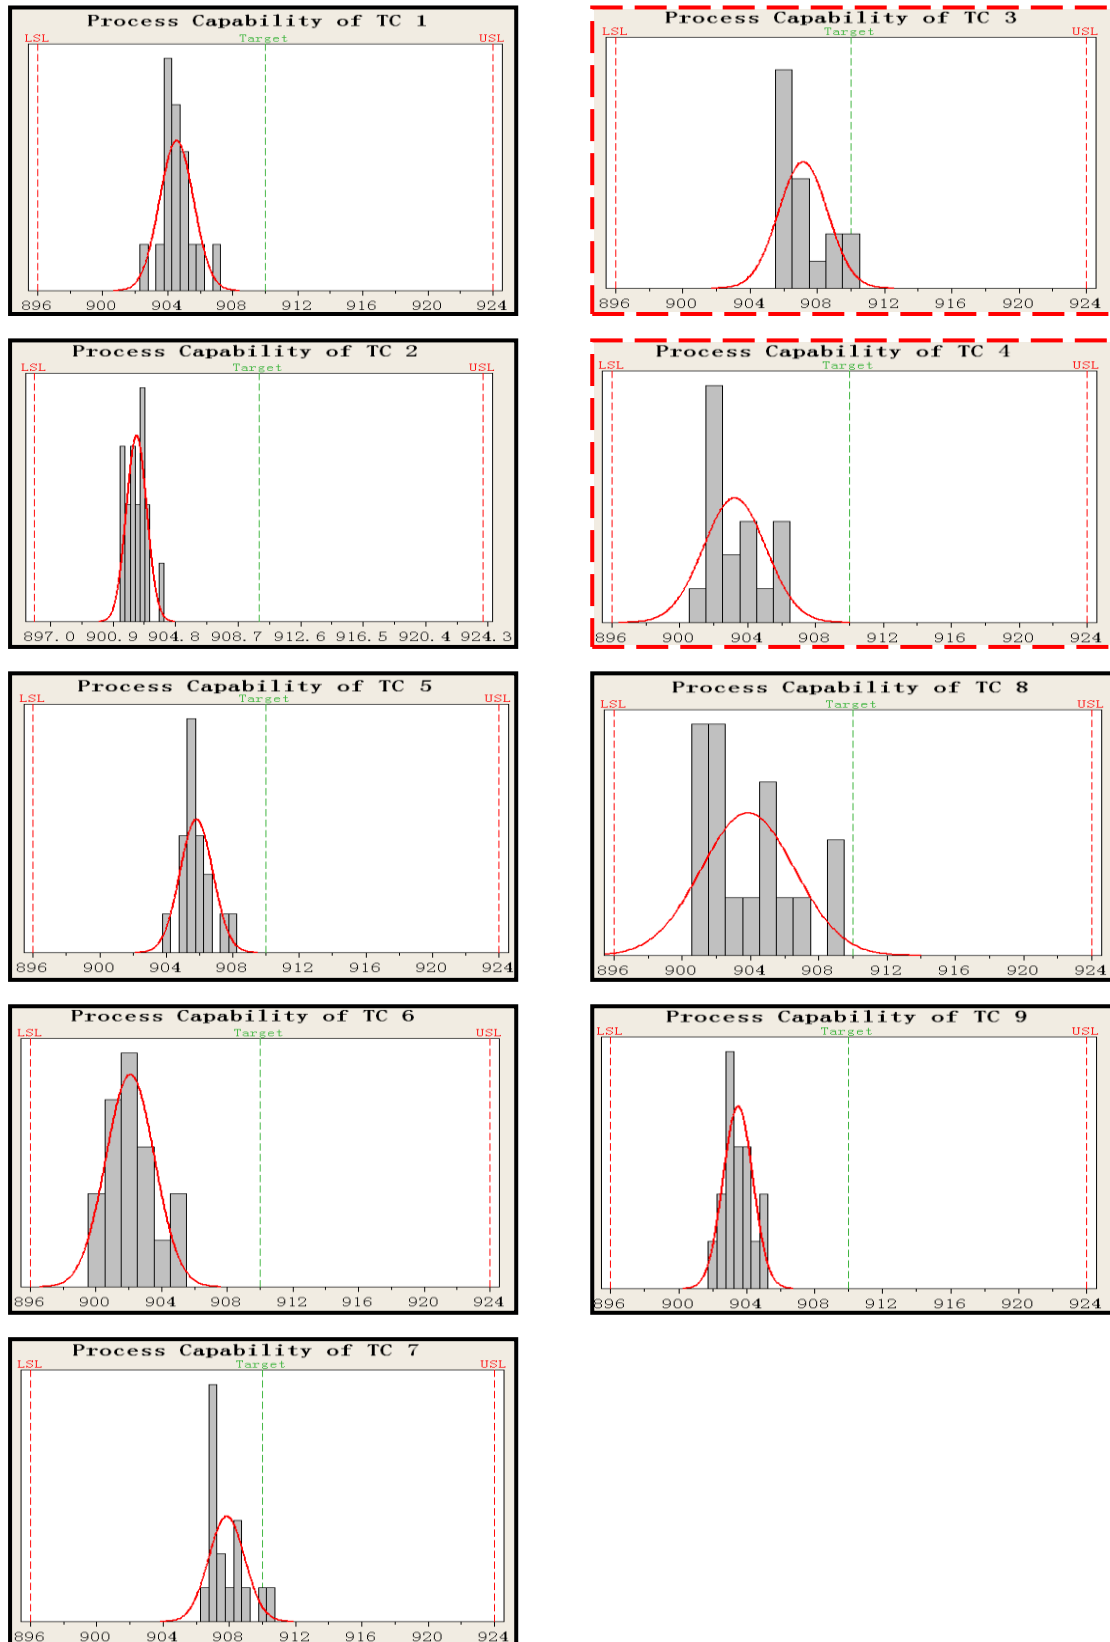 Process Capability of TC 1
LSL Target USL
896 900 904 908 912 916 920 924
Process Capability of TC 3
LSL Target USL
896 900 904 908 912 916 920 924
Process Capability of TC 2
LSL Target USL
897.0 900.9 904.8 908.7 912.6 916.5 920.4 924.3
Process Capability of TC 4
LSL Target USL
896 900 904 908 912 916 920 924
Process Capability of TC 5
LSL Target USL
896 900 904 908 912 916 920 924
Process Capability of TC 8
LSL Target USL
896 900 904 908 912 916 920 924
Process Capability of TC 6
LSL Target USL
896 900 904 908 912 916 920 924
Process Capability of TC 9
LSL Target USL
896 900 904 908 912 916 920 924
Process Capability of TC 7
LSL Target USL
896 900 904 908 912 916 920 924